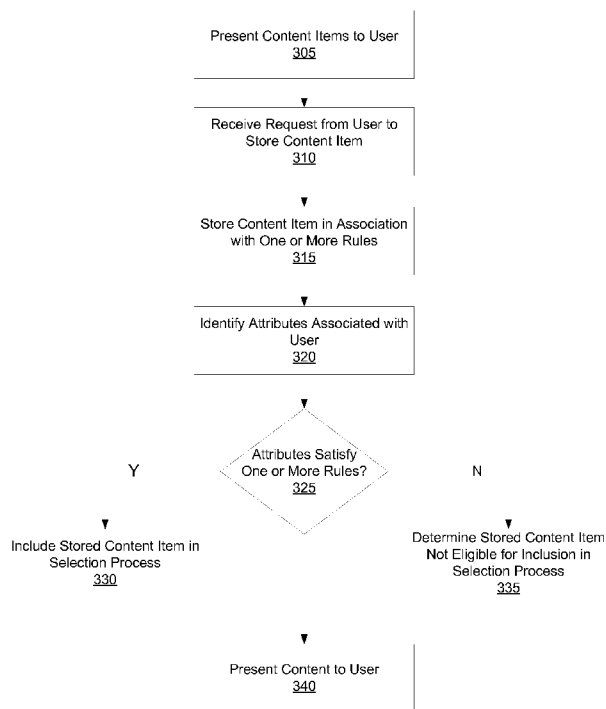 Present Content Items to User
305
Receive Request from User to
Store Content Item
310
Store Content Item in Association
with One or More Rules
315
Identify Attributes Associated with
User
320
Attributes Satisfy
One or More Rules?
325
Y
N
Include Stored Content Item in
Selection Process
330
Determine Stored Content Item
Not Eligible for Inclusion in
Selection Process
335
Present Content to User
340